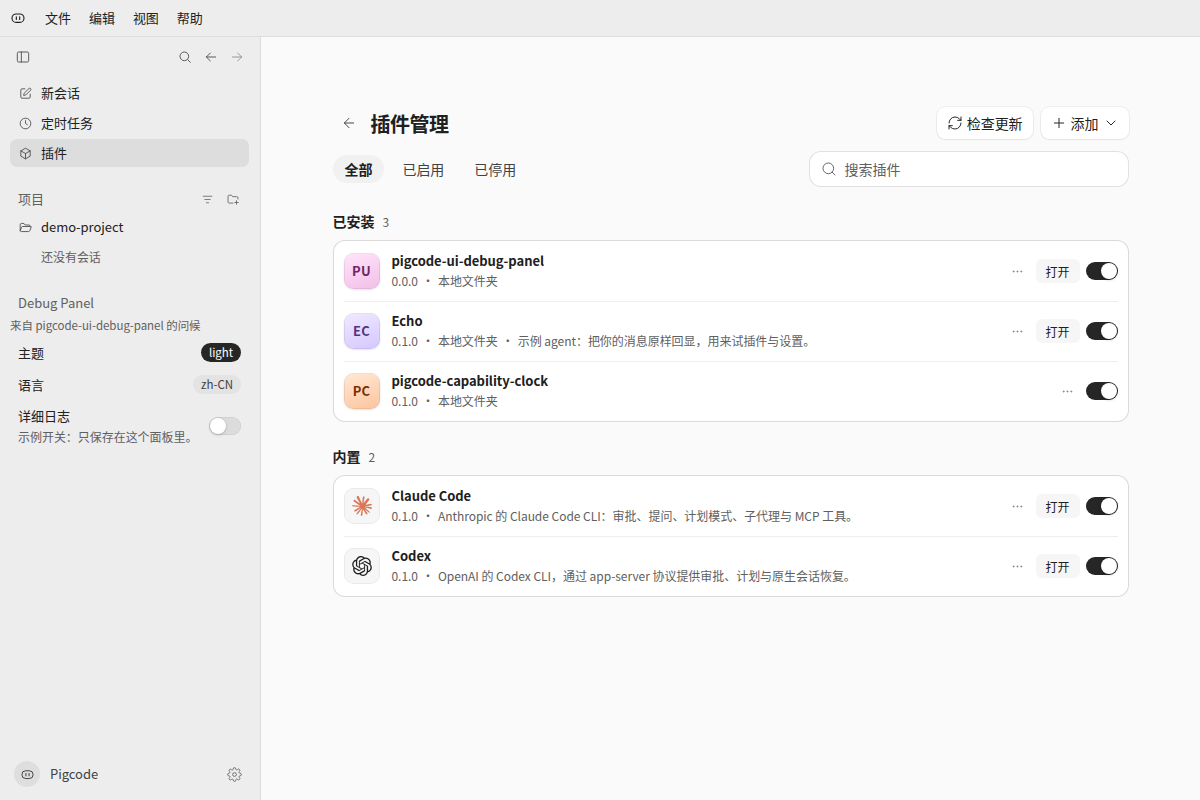 文件 编辑 视图 帮助
新会话
定时任务
插件
项目
demo-project
还没有会话
Debug Panel
来自 pigcode-ui-debug-panel 的问候
主题 light
语言 zh-CN
详细日志
示例开关：只保存在这个面板里。
Pigcode
插件管理
检查更新 添加
全部 已启用 已停用
搜索插件
已安装 3
PU
pigcode-ui-debug-panel
0.0.0 · 本地文件夹
打开
EC
Echo
0.1.0 · 本地文件夹 · 示例 agent：把你的消息原样回显，用来试插件与设置。
打开
PC
pigcode-capability-clock
0.1.0 · 本地文件夹
内置 2
Claude Code
0.1.0 · Anthropic 的 Claude Code CLI：审批、提问、计划模式、子代理与 MCP 工具。
打开
Codex
0.1.0 · OpenAI 的 Codex CLI，通过 app-server 协议提供审批、计划与原生会话恢复。
打开